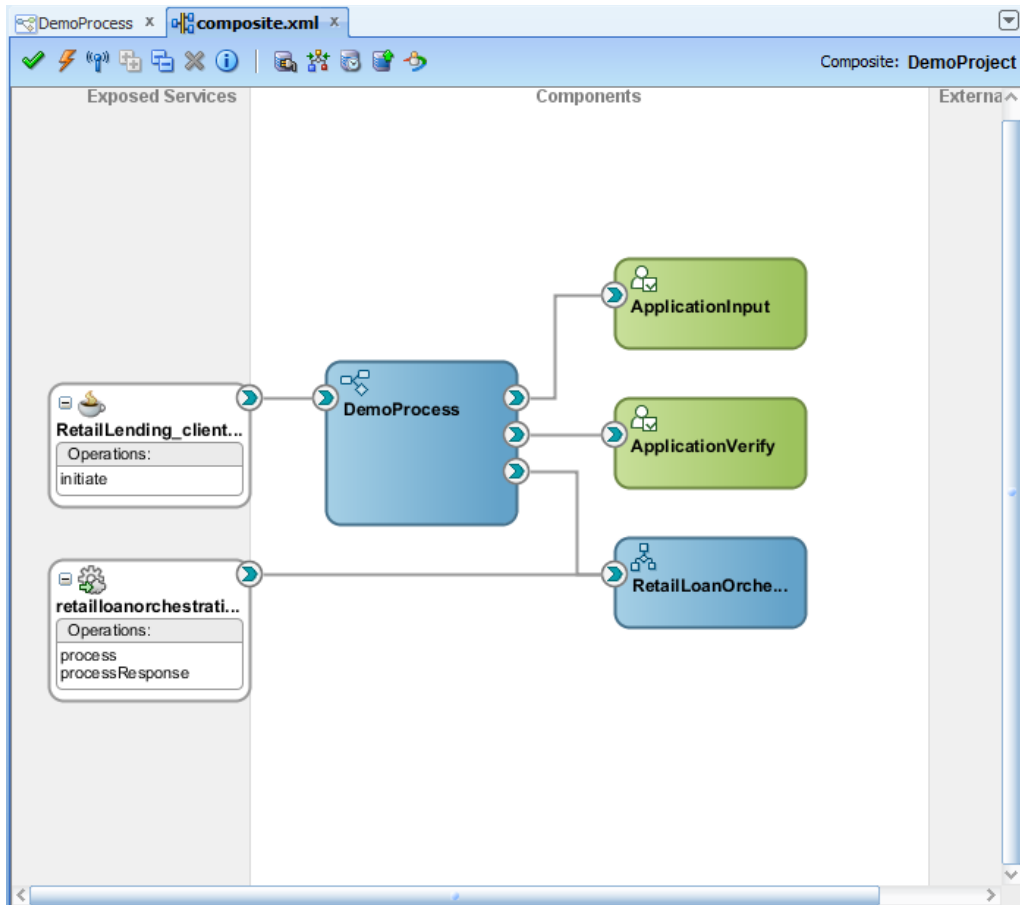 DemoProcess x composite.xml x
Composite: DemoProject
Exposed Services
Components
Externa
ApplicationInput
DemoProcess
RetailLending_client...
Operations:
initiate
ApplicationVerify
retailloanorchestrati...
Operations:
process
processResponse
RetailLoanOrche...